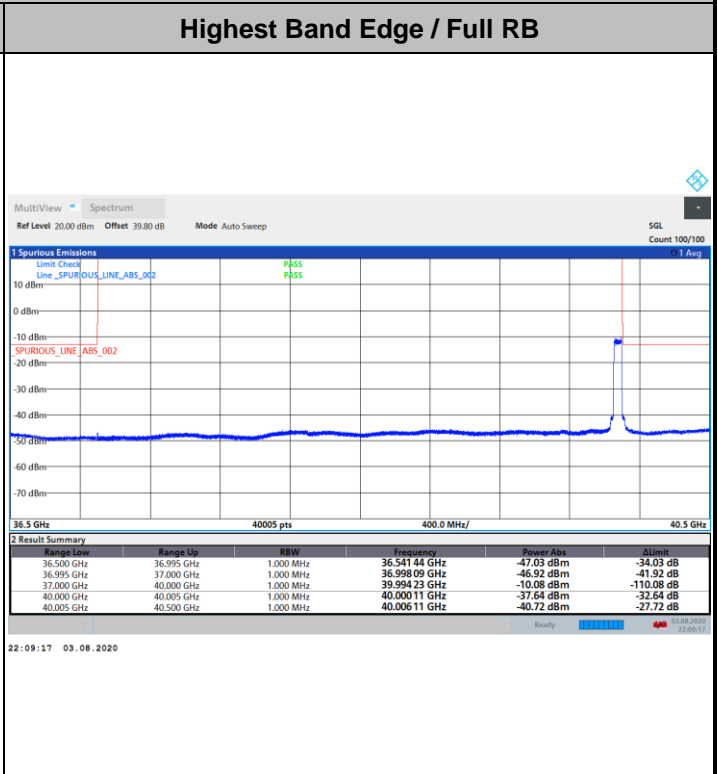 Highest Band Edge / Full RB
MultiView Spectrum
Ref Level 20.00 dBm Offset 39.80 dB Mode Auto Sweep SGL
Count 100/100
1 Spurious Emissions 1 Avg
Limit Check PASS
Line _SPURIOUS_LINE_ABS_002 PASS
10 dBm
0 dBm
-10 dBm
_SPURIOUS_LINE_ABS_002
-20 dBm
-30 dBm
-40 dBm
-50 dBm
-60 dBm
-70 dBm
36.5 GHz 40005 pts 400.0 MHz/ 40.5 GHz
2 Result Summary
Range Low Range Up RBW Frequency Power Abs ΔLimit
36.500 GHz 36.995 GHz 1.000 MHz 36.541 44 GHz -47.03 dBm -34.03 dB
36.995 GHz 37.000 GHz 1.000 MHz 36.998 09 GHz -46.92 dBm -41.92 dB
37.000 GHz 40.000 GHz 1.000 MHz 39.994 23 GHz -10.08 dBm -110.08 dB
40.000 GHz 40.005 GHz 1.000 MHz 40.000 11 GHz -37.64 dBm -32.64 dB
40.005 GHz 40.500 GHz 1.000 MHz 40.006 11 GHz -40.72 dBm -27.72 dB
Ready 03.08.2020
22:09:17
22:09:17 03.08.2020